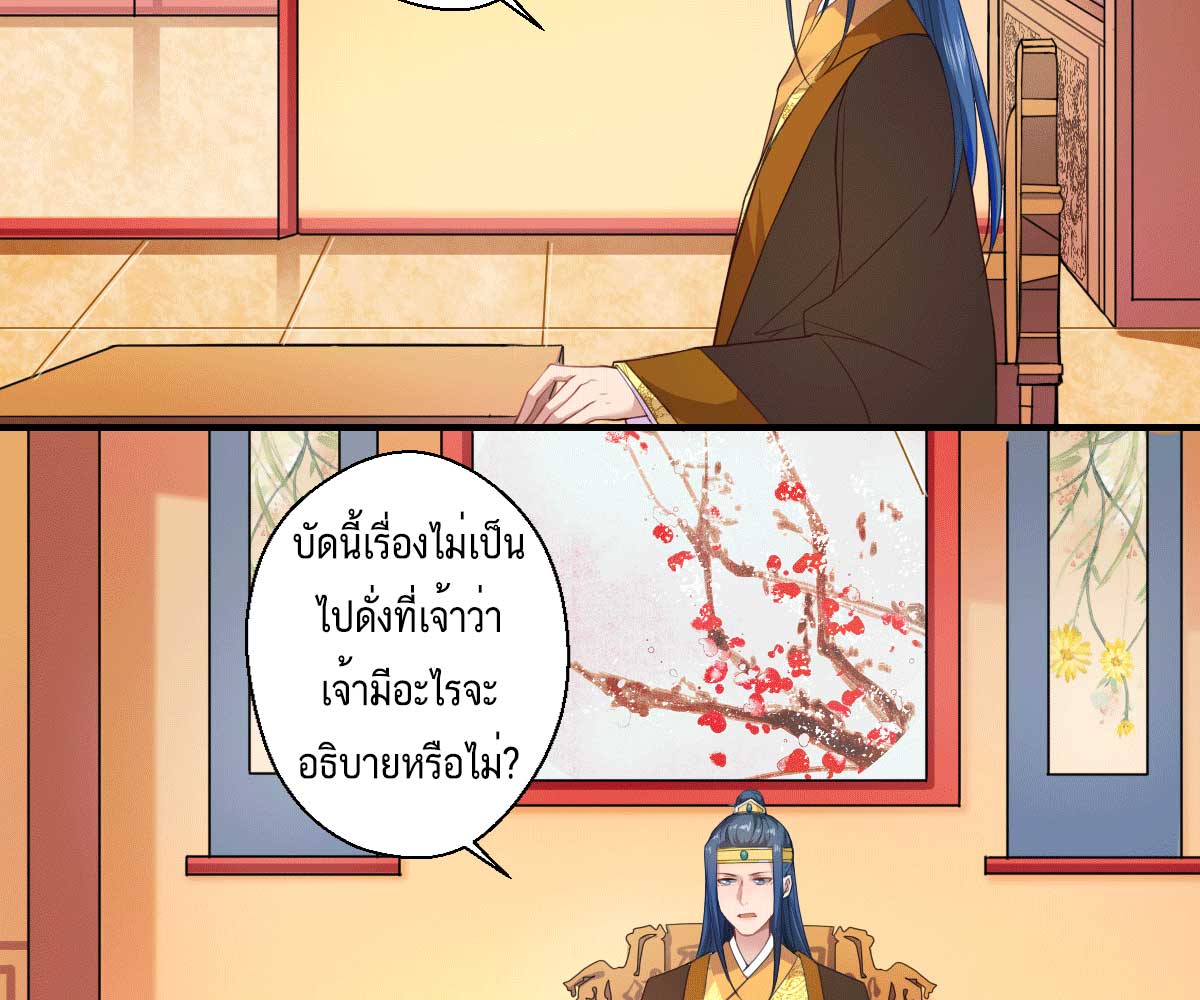 บัดนี้เรื่องไม่เป็น
ไปดั่งที่เจ้าว่า
เจ้ามีอะไรจะ
อธิบายหรือไม่?